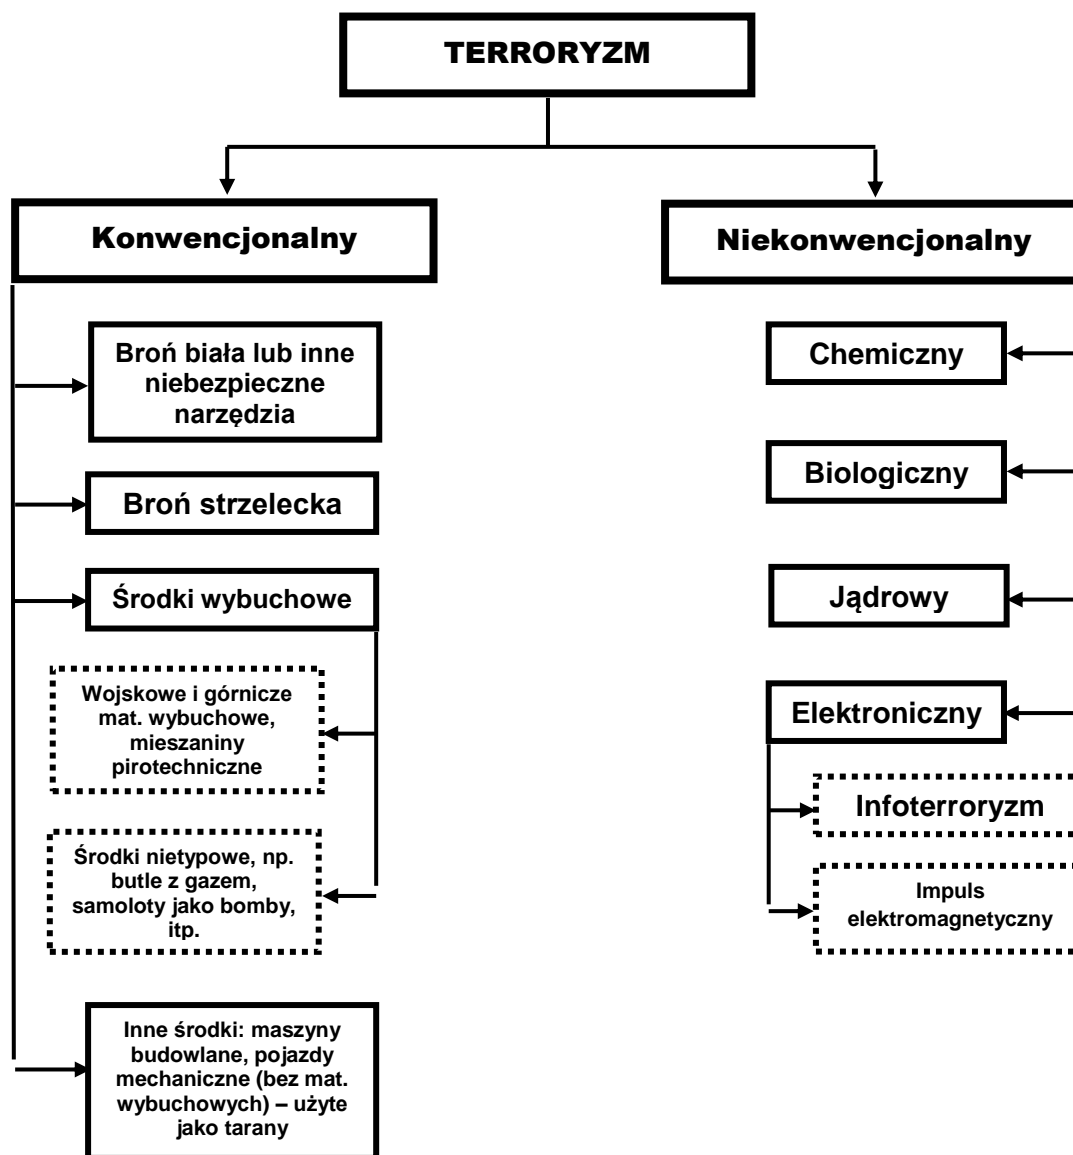 TERRORYZM
Konwencjonalny
Broń biała lub inne
niebezpieczne
narzędzia
Broń strzelecka
Środki wybuchowe
Wojskowe i górnicze
mat. wybuchowe,
mieszaniny
pirotechniczne
Środki nietypowe, np.
butle z gazem,
samoloty jako bomby,
itp.
Inne środki: maszyny
budowlane, pojazdy
mechaniczne (bez mat.
wybuchowych) – użyte
jako tarany
Niekonwencjonalny
Chemiczny
Biologiczny
Jądrowy
Elektroniczny
Infoterroryzm
Impuls
elektromagnetyczny